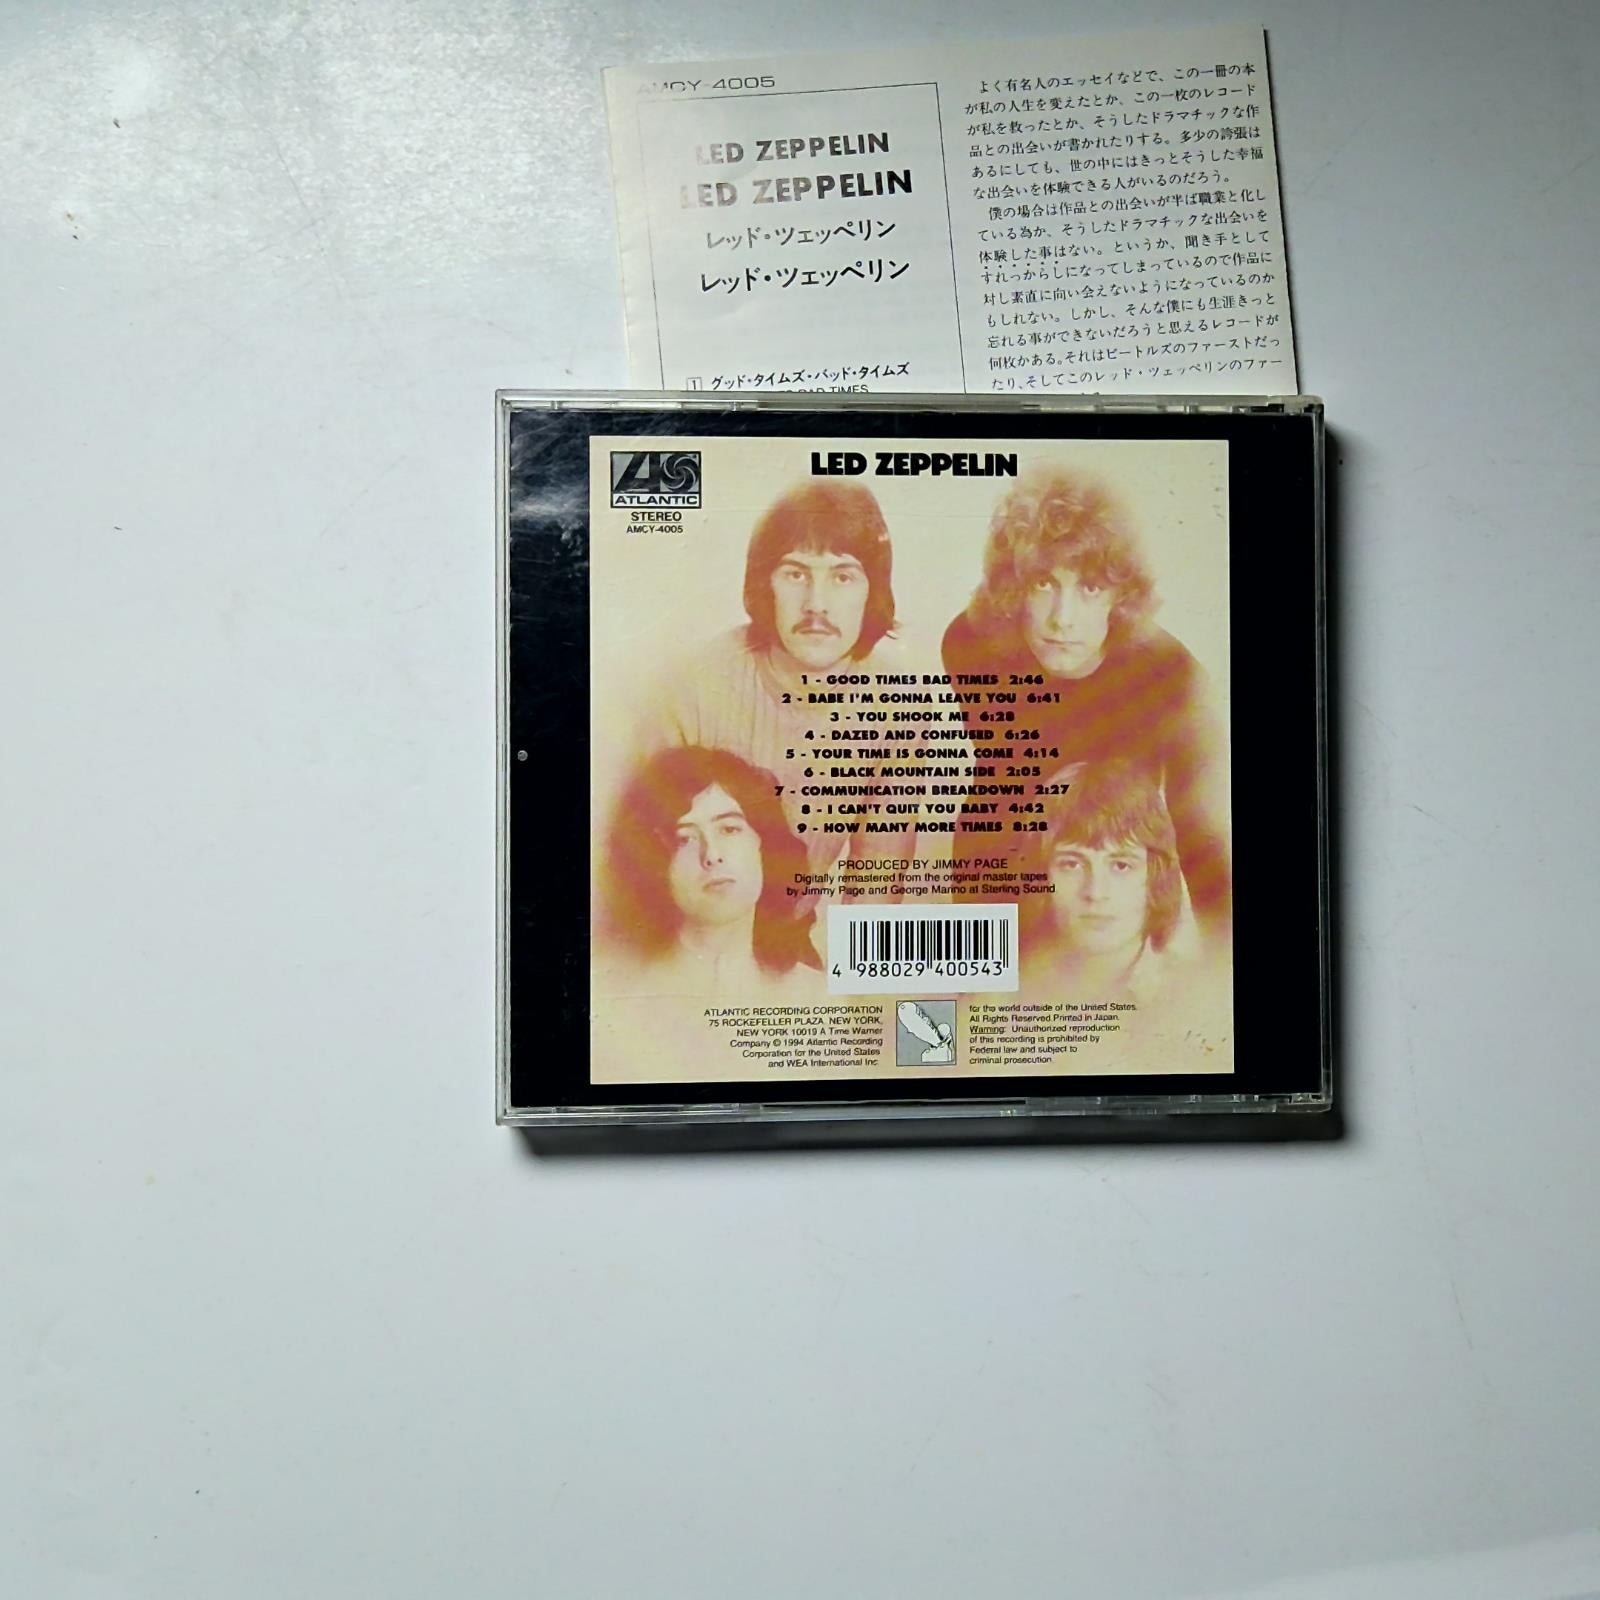 AMCY-4005
LED ZEPPELIN
LED ZEPPELIN
レッド・ツェッペリン
レッド・ツェッペリン
1 グッド・タイムズ・バッド・タイムズ
BAD TIMES
よく有名人のエッセイなどで、この一冊の本
が私の人生を変えたとか、この一枚のレコード
が私を救ったとか、そうしたドラマチックな作
品との出会いが書かれたりする。多少の誇張は
あるにしても、世の中にはきっとそうした幸福
な出会いを体験できる人がいるのだろう。
僕の場合は作品との出会いが半ば職業と化し
ている為か、そうしたドラマチックな出会いを
体験した事はない。というか、聞き手として
すれっからしになってしまっているので作品に
対し素直に向い会えないようになっているのか
もしれない。しかし、そんな僕にも生涯きっと
忘れる事ができないだろうと思えるレコードが
何枚かある。それはビートルズのファーストだっ
たり、そしてこのレッド・ツェッペリンのファー
ATLANTIC
STEREO
AMCY-4005
LED ZEPPELIN
1 - GOOD TIMES BAD TIMES 2:46
2 - BABE I'M GONNA LEAVE YOU 6:41
3 - YOU SHOOK ME 6:28
4 - DAZED AND CONFUSED 6:26
5 - YOUR TIME IS GONNA COME 4:14
6 - BLACK MOUNTAIN SIDE 2:05
7 - COMMUNICATION BREAKDOWN 2:27
8 - I CAN'T QUIT YOU BABY 4:42
9 - HOW MANY MORE TIMES 8:28
PRODUCED BY JIMMY PAGE
Digitally remastered from the original master tapes
by Jimmy Page and George Marino at Sterling Sound
4 988029 400543
ATLANTIC RECORDING CORPORATION
75 ROCKEFELLER PLAZA, NEW YORK,
NEW YORK 10019 A Time Warner
Company © 1994 Atlantic Recording
Corporation for the United States
and WEA International Inc.
for the world outside of the United States.
All Rights Reserved Printed in Japan.
Warning: Unauthorized reproduction
of this recording is prohibited by
Federal law and subject to
criminal prosecution.